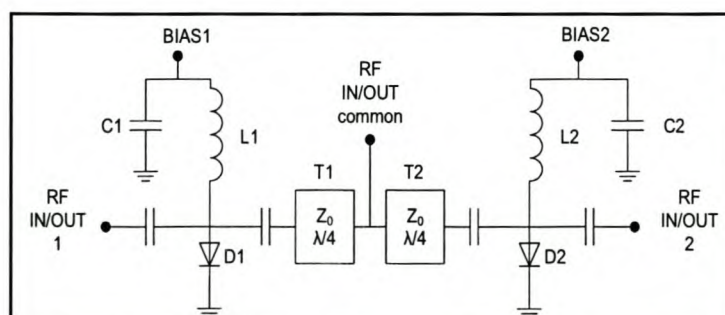 BIAS1
BIAS2
RF
IN/OUT
common
C1
L1
L2
C2
T1
T2
RF
IN/OUT
1
Z₀
λ/4
Z₀
λ/4
RF
IN/OUT
2
D1
D2